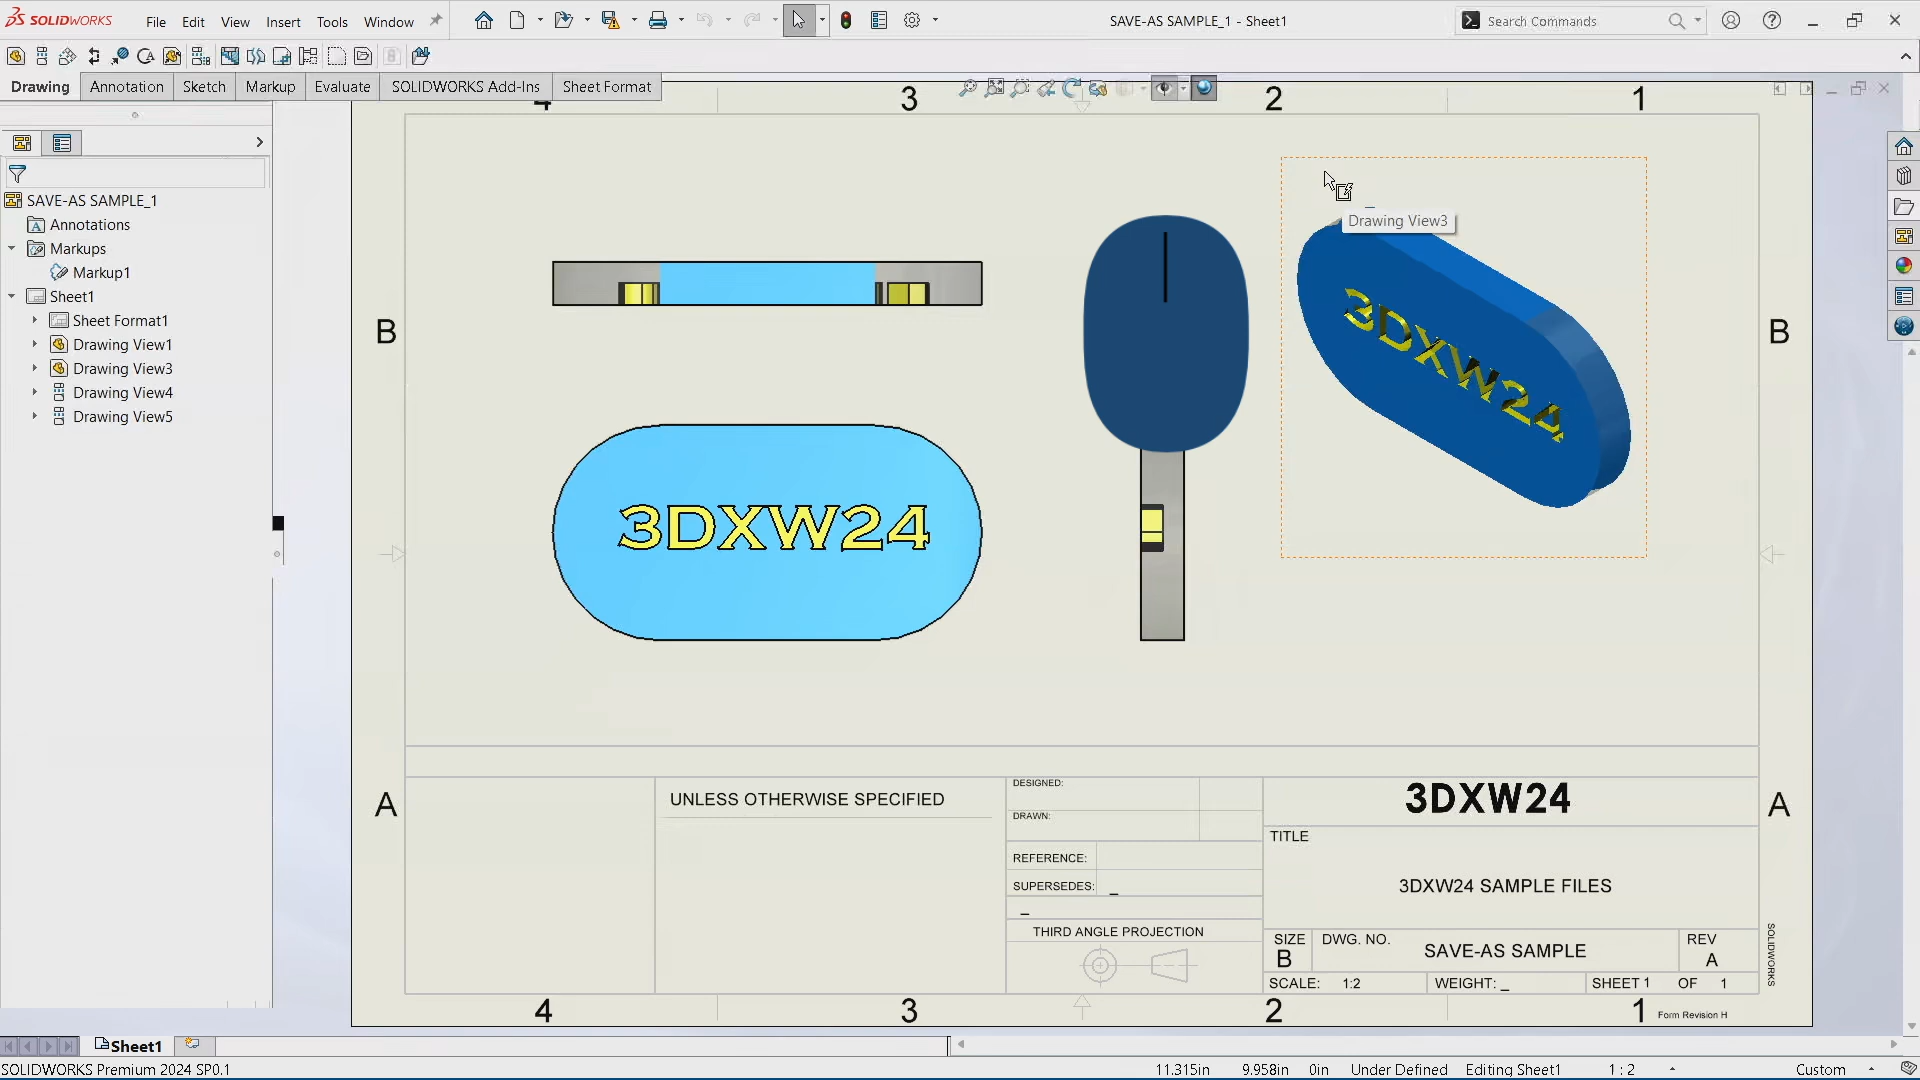 SOLIDWORKS
File Edit View Insert Tools Window
SAVE-AS SAMPLE_1 - Sheet1
Search Commands
Drawing Annotation Sketch Markup Evaluate SOLIDWORKS Add-Ins Sheet Format
4 3 2 1
SAVE-AS SAMPLE_1
Annotations
Markups
Markup1
Sheet1
Sheet Format1
Drawing View1
Drawing View3
Drawing View4
Drawing View5
Drawing View3
B B
3DXW24
3DXW24
A A
UNLESS OTHERWISE SPECIFIED
DESIGNED:
DRAWN:
REFERENCE:
SUPERSEDES: _
_
THIRD ANGLE PROJECTION
3DXW24
TITLE
3DXW24 SAMPLE FILES
SIZE
B
DWG. NO.
SAVE-AS SAMPLE
REV
A
SCALE: 1:2
WEIGHT: _
SHEET 1 OF 1
SOLIDWORKS
4 3 2 1
Form Revision H
Sheet1
SOLIDWORKS Premium 2024 SP0.1
11.315in 9.958in 0in Under Defined Editing Sheet1 1 : 2 Custom